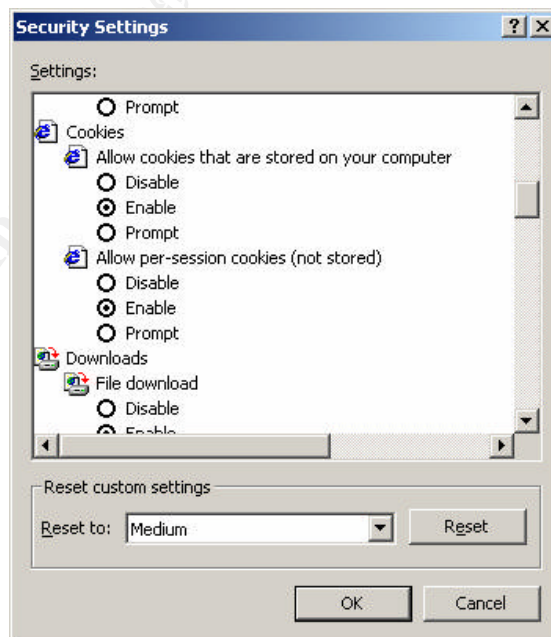 Security Settings
Settings:
Prompt
Cookies
Allow cookies that are stored on your computer
Disable
Enable
Prompt
Allow per-session cookies (not stored)
Disable
Enable
Prompt
Downloads
File download
Disable
Enable
Reset custom settings
Reset to: Medium Reset
OK Cancel